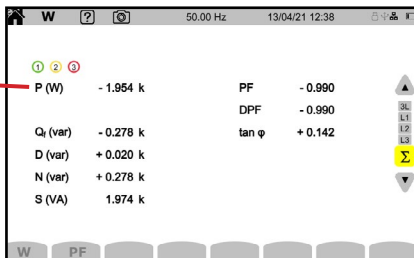 W ? 50.00 Hz 13/04/21 12:38
1 2 3
P (W) - 1.954 k PF - 0.990
DPF - 0.990
Qf (var) - 0.278 k tan φ + 0.142
D (var) + 0.020 k
N (var) + 0.278 k
S (VA) 1.974 k
3L
L1
L2
L3
Σ
W PF